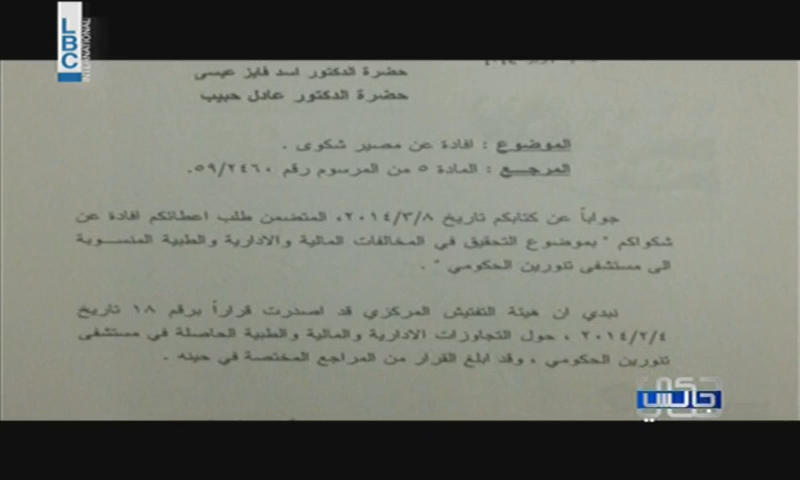 LBC
INTERNATIONAL
حضرة الدكتور اسد فايز عيسى
حضرة الدكتور عادل حبيب
الموضوع : افادة عن مصير شكوى .
المرجـــع : المادة ٥ من المرسوم رقم ٥٩/٢٤٦٠.
جواباً عن كتابكم تاريخ ٢٠١٤/٣/٨، المتضمن طلب اعطائكم افادة عن
شكواكم " بموضوع التحقيق في المخالفات المالية والادارية والطبية المنســوبة
الى مستشفى تنورين الحكومي " .
نبدي ان هيئة التفتيش المركزي قد اصدرت قراراً برقم ١٨ تاريخ
٢٠١٤/٢/٤ ، حول التجاوزات الادارية والمالية والطبية الحاصلة في مستشفى
تنورين الحكومي ، وقد ابلغ القرار من المراجع المختصة في حينه .
حكي
جالس